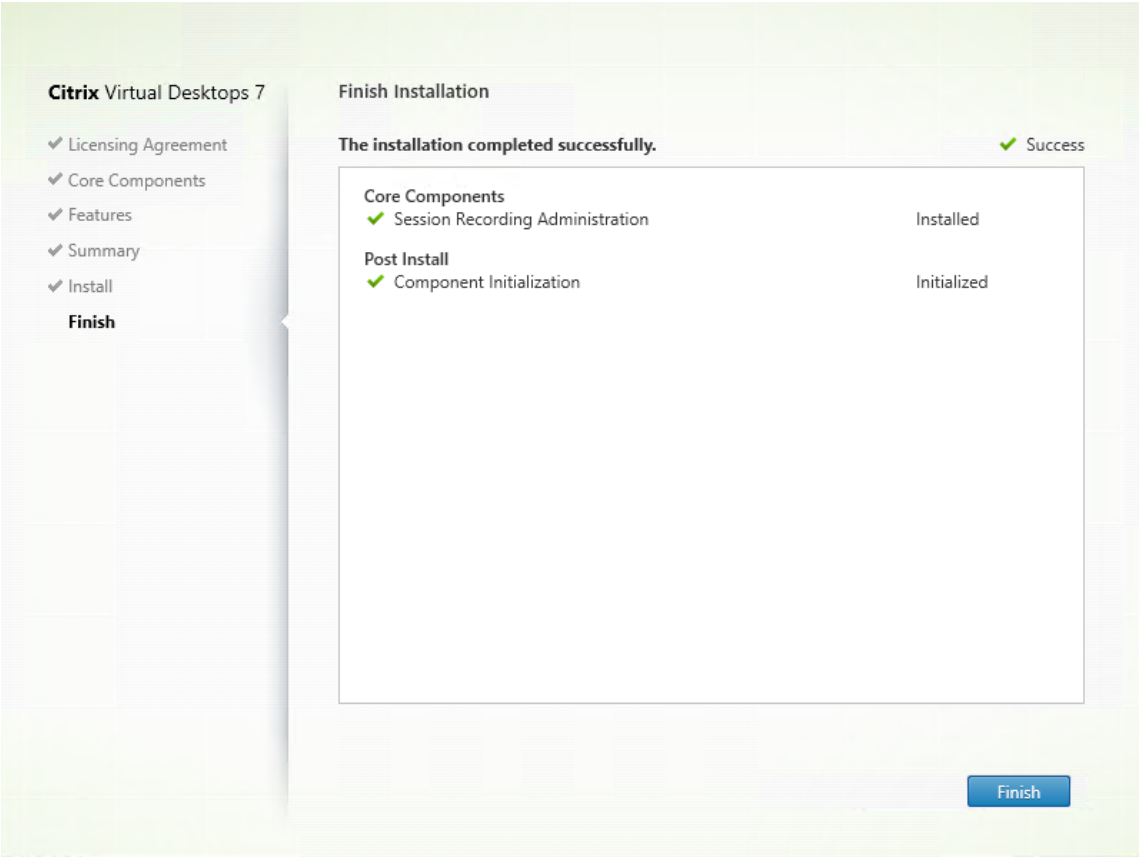 Citrix Virtual Desktops 7
Licensing Agreement
Core Components
Features
Summary
Install
Finish
Finish Installation
The installation completed successfully.
Success
Core Components
Session Recording Administration Installed
Post Install
Component Initialization Initialized
Finish